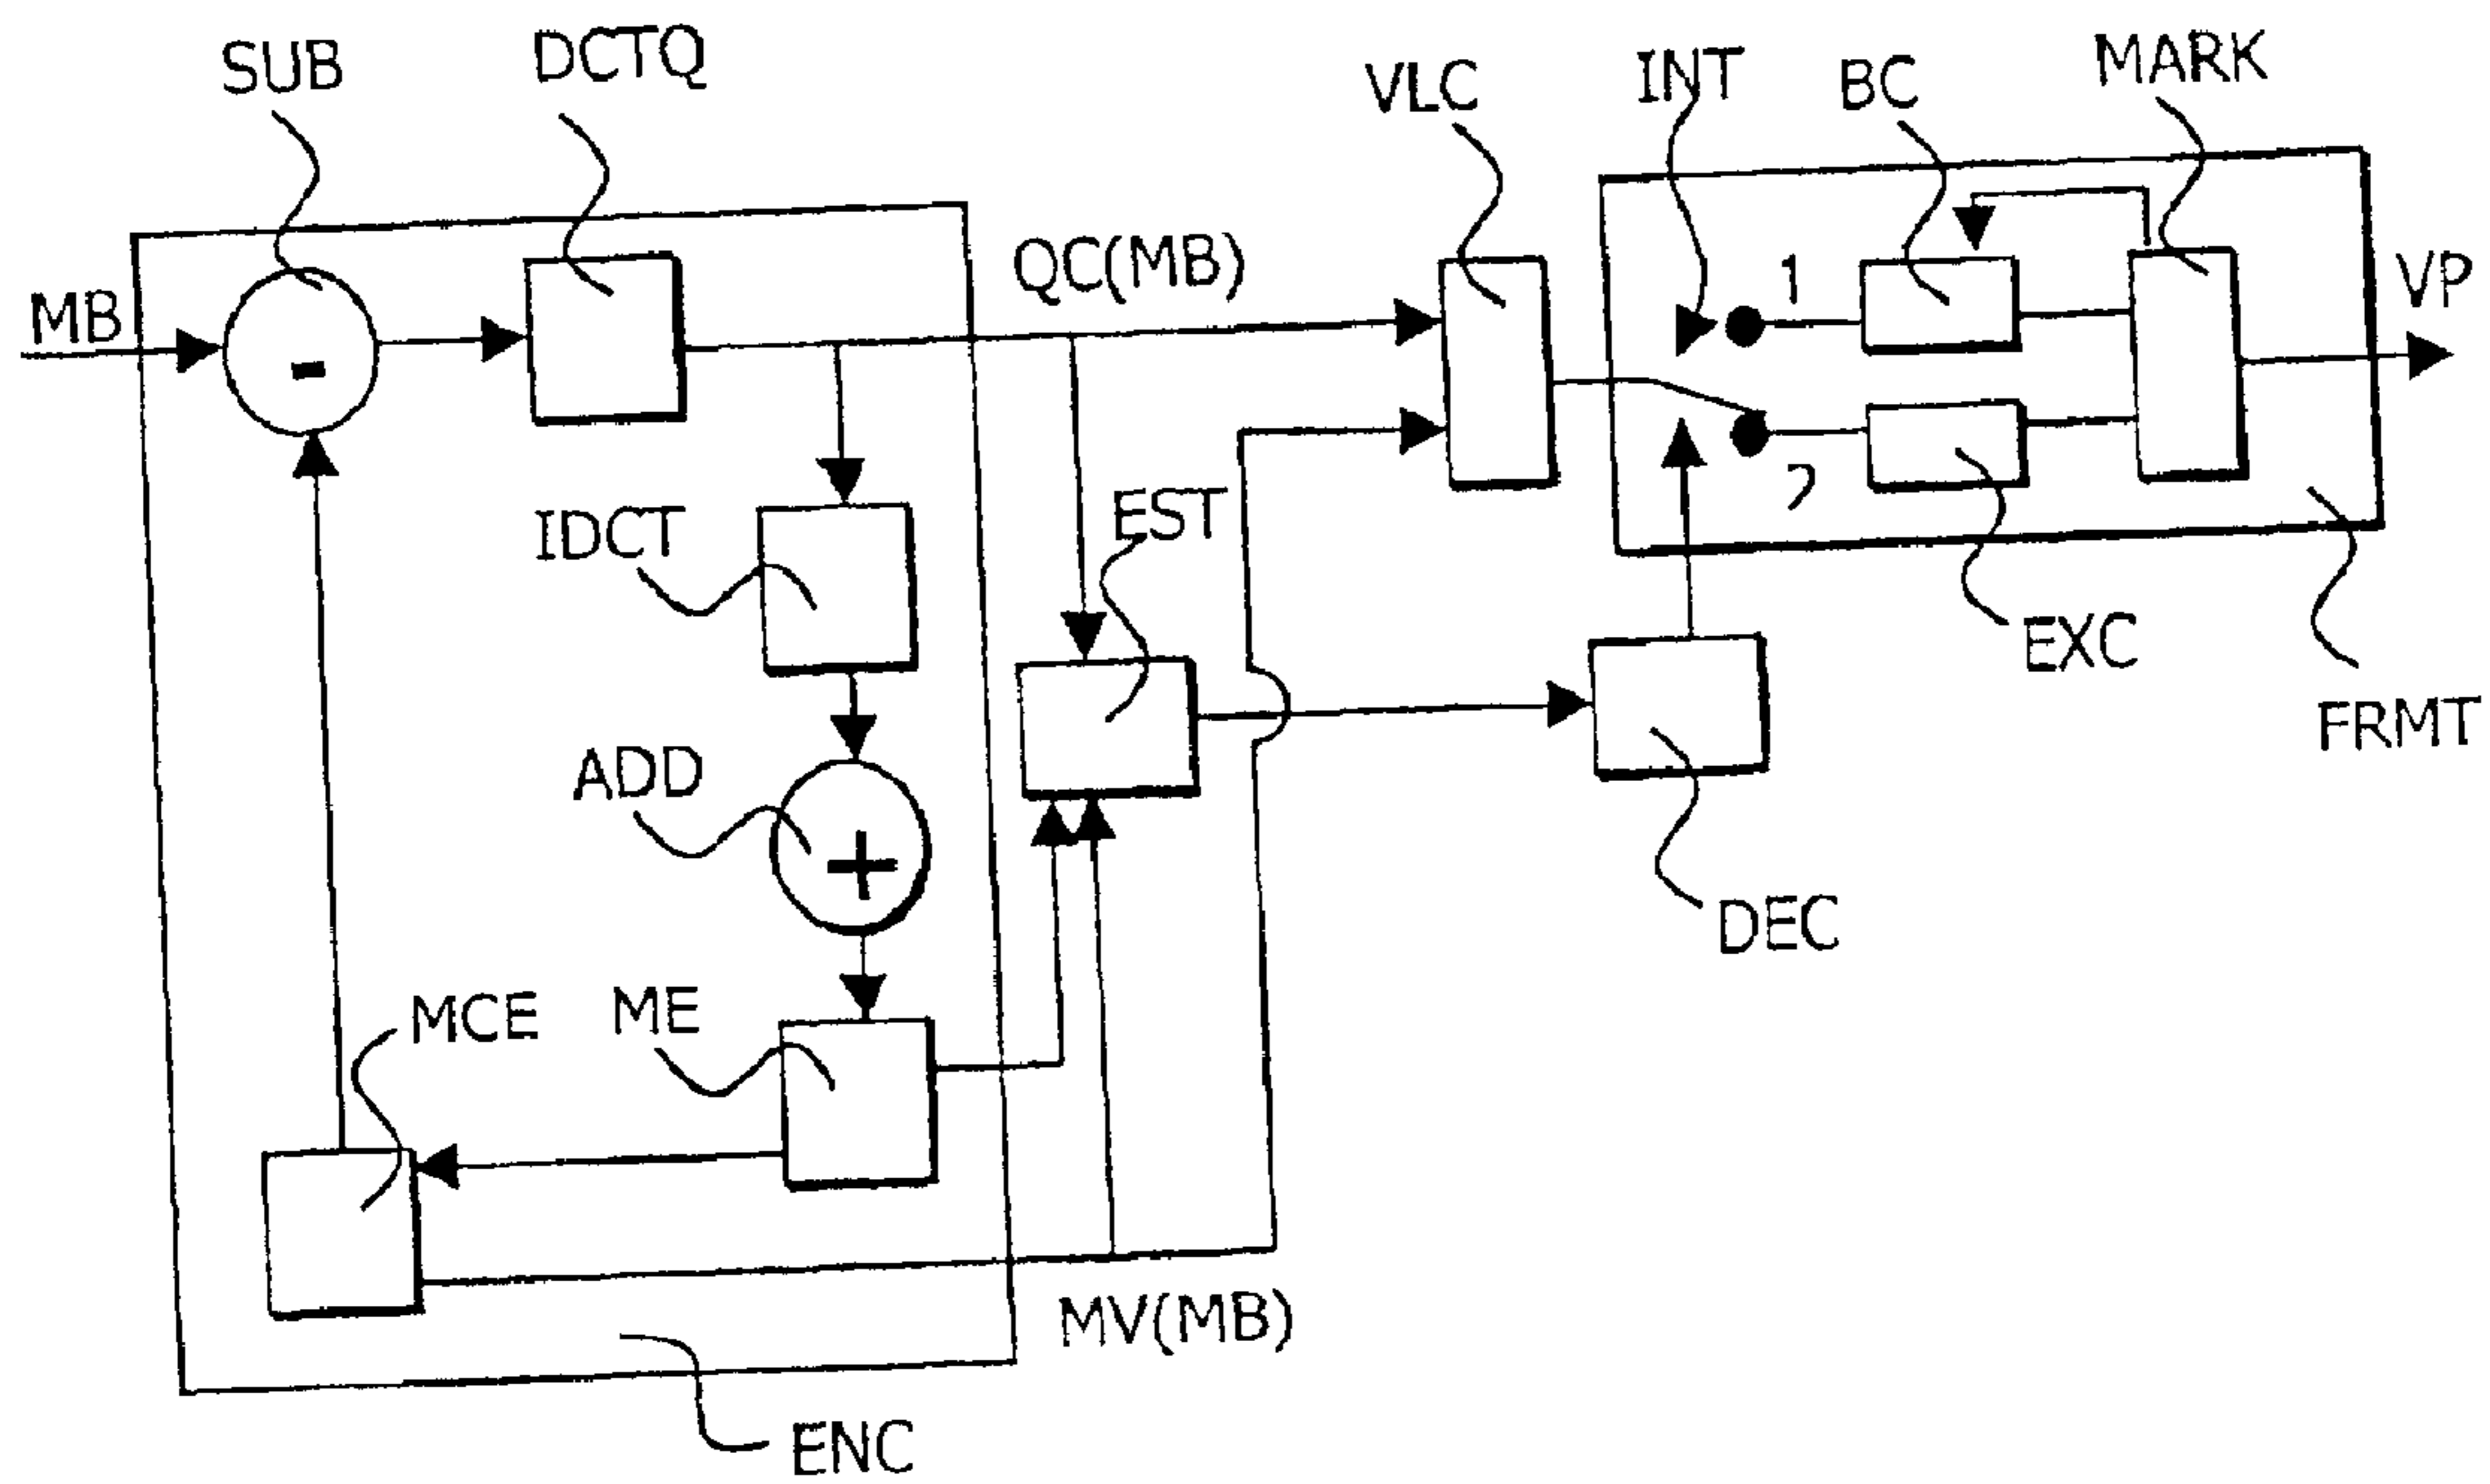 SUB
DCTQ
VLC
INT
BC
MARK
MB
-
QC(MB)
1
VP
2
IDCT
EST
EXC
FRMT
ADD
+
DEC
MCE
ME
MV(MB)
ENC